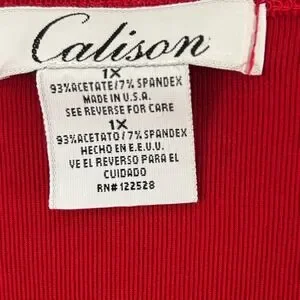 Calison
1X
93%ACETATE/7% SPANDEX
MADE IN U.S.A.
SEE REVERSE FOR CARE
1X
93%ACETATO/7% SPANDEX
HECHO EN E.E.U.U.
VE EL REVERSO PARA EL
CUIDADO
RN# 122528